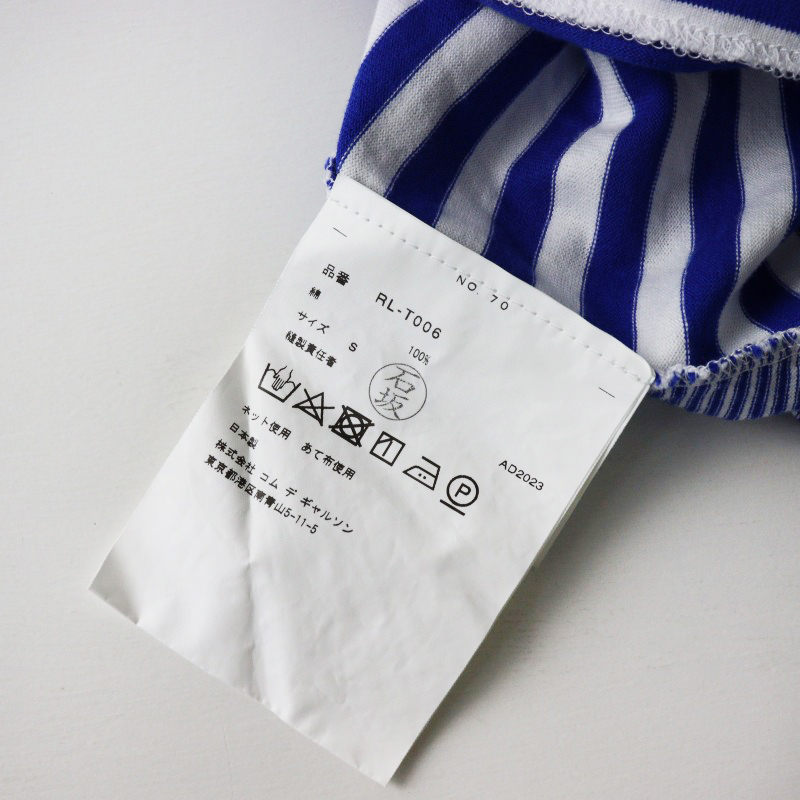 NO. 70
品番 RL-T006
綿 100%
サイズ S
縫製責任者 石坂
P
ネット使用 あて布使用
日本製
AD2023
株式会社 コム デ ギャルソン
東京都港区南青山5-11-5